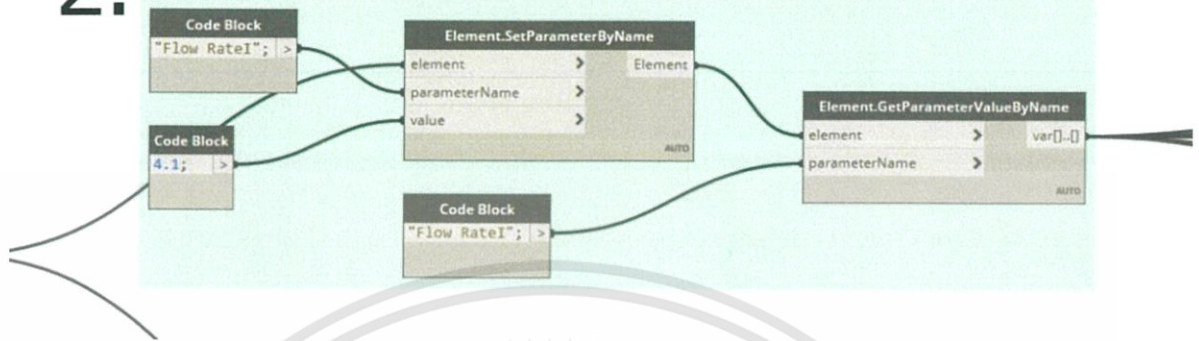 2.
Code Block
"Flow RateI"; >
Element.SetParameterByName
element >
Element
parameterName >
value >
AUTO
Code Block
4.1; >
Element.GetParameterValueByName
element >
var[]..[]
parameterName >
AUTO
Code Block
"Flow RateI"; >